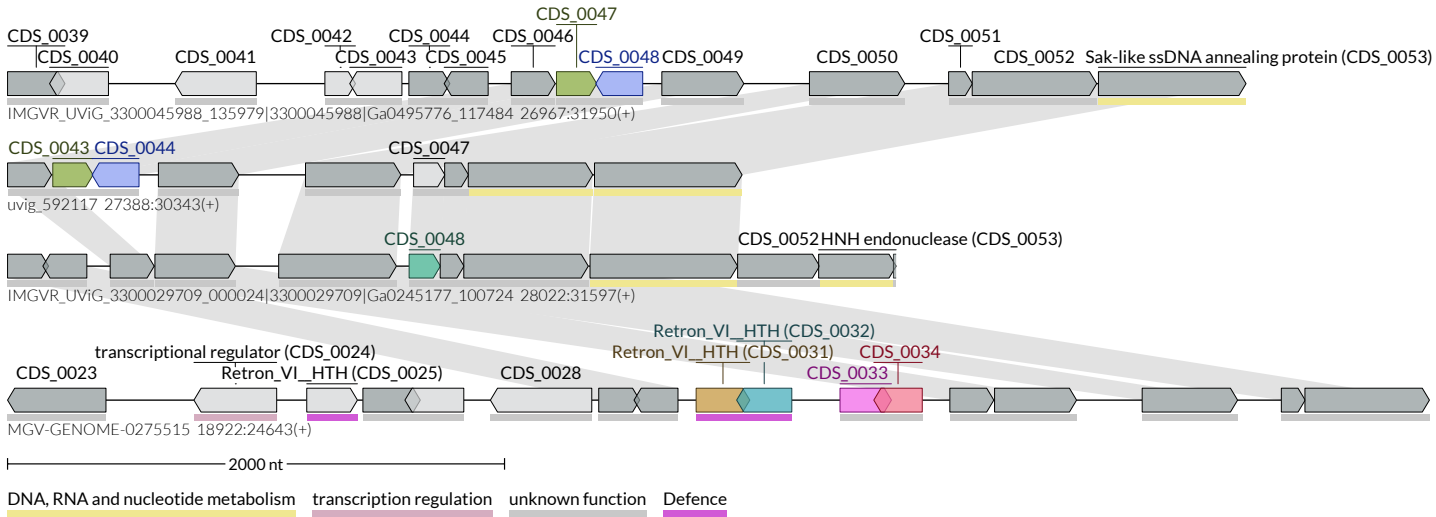 CDS_0047
CDS_0039 CDS_0042 CDS_0044 CDS_0046 CDS_0051
CDS_0040 CDS_0041 CDS_0043 CDS_0045 CDS_0048 CDS_0049 CDS_0050 CDS_0052 Sak-like ssDNA annealing protein (CDS_0053)
IMGVR_UViG_3300045988_135979|3300045988|Ga0495776_117484 26967:31950(+)
CDS_0043 CDS_0044 CDS_0047
uvig_592117 27388:30343(+)
CDS_0048 CDS_0052 HNH endonuclease (CDS_0053)
IMGVR_UViG_3300029709_000024|3300029709|Ga0245177_100724 28022:31597(+)
Retron_VI__HTH (CDS_0032)
transcriptional regulator (CDS_0024) Retron_VI__HTH (CDS_0031) CDS_0034
CDS_0023 Retron_VI__HTH (CDS_0025) CDS_0028 CDS_0033
MGV-GENOME-0275515 18922:24643(+)
2000 nt
DNA, RNA and nucleotide metabolism transcription regulation unknown function Defence